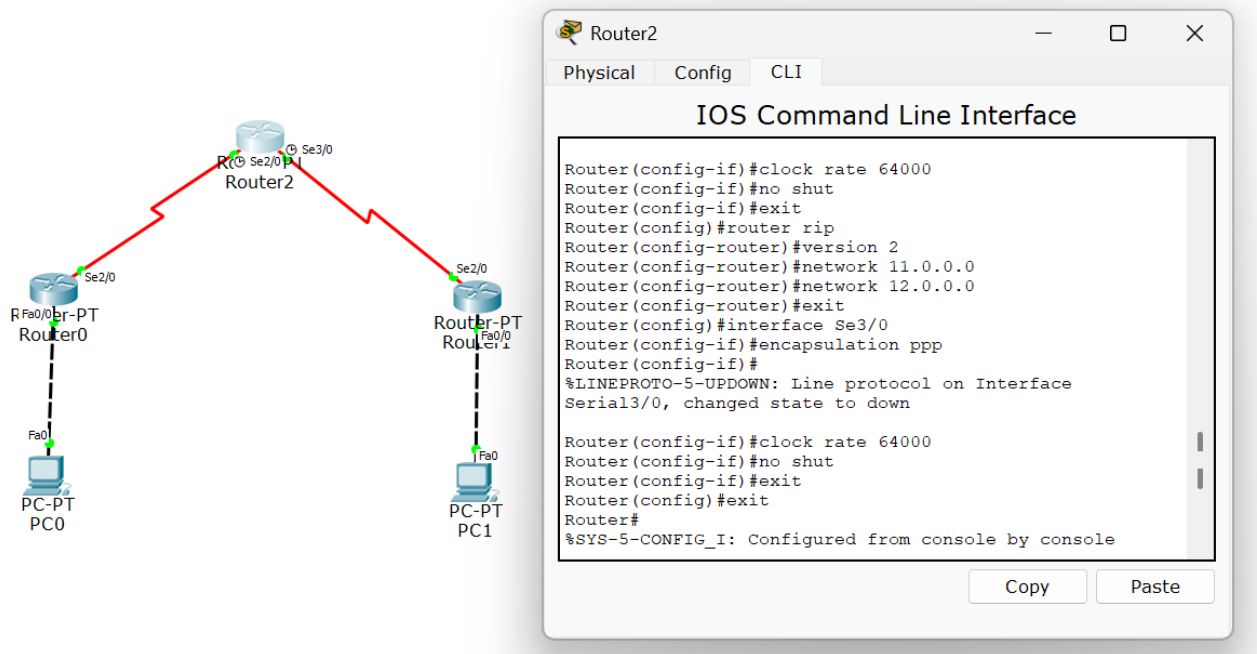 Se3/0
Se2/0
Router2
Se2/0
Fa0/0
Router0
Fa0
PC-PT
PC0
Se2/0
Router-PT
Fa0/0
Router1
Fa0
PC-PT
PC1
Router2
Physical Config CLI
IOS Command Line Interface
Router(config-if)#clock rate 64000
Router(config-if)#no shut
Router(config-if)#exit
Router(config)#router rip
Router(config-router)#version 2
Router(config-router)#network 11.0.0.0
Router(config-router)#network 12.0.0.0
Router(config-router)#exit
Router(config)#interface Se3/0
Router(config-if)#encapsulation ppp
Router(config-if)#
%LINEPROTO-5-UPDOWN: Line protocol on Interface
Serial3/0, changed state to down
Router(config-if)#clock rate 64000
Router(config-if)#no shut
Router(config-if)#exit
Router(config)#exit
Router#
%SYS-5-CONFIG_I: Configured from console by console
Copy Paste